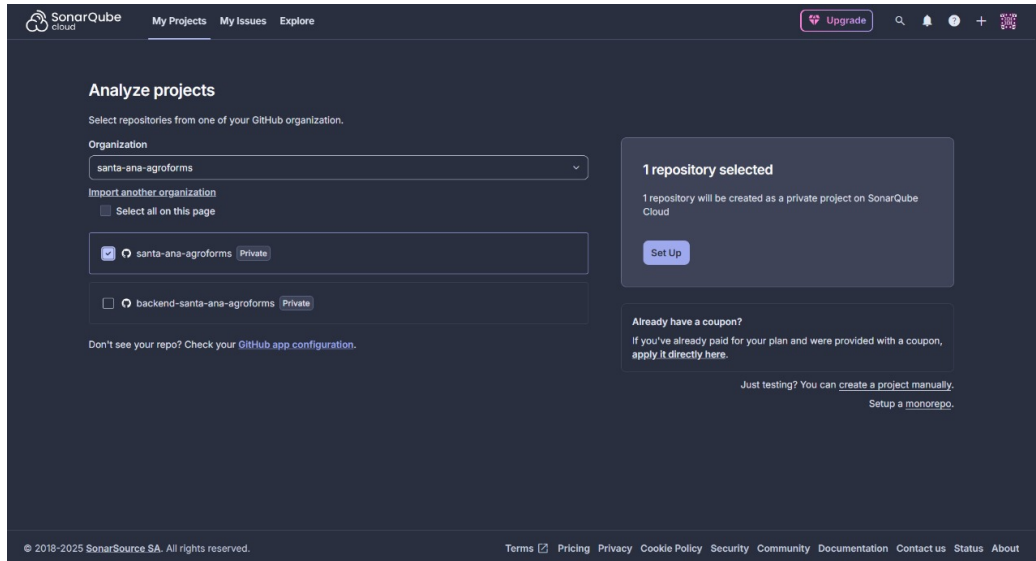 SonarQube cloud
My Projects My Issues Explore
Upgrade
Analyze projects
Select repositories from one of your GitHub organization.
Organization
santa-ana-agroforms
Import another organization
Select all on this page
santa-ana-agroforms Private
backend-santa-ana-agroforms Private
Don't see your repo? Check your GitHub app configuration.
1 repository selected
1 repository will be created as a private project on SonarQube
Cloud
Set Up
Already have a coupon?
If you've already paid for your plan and were provided with a coupon,
apply it directly here.
Just testing? You can create a project manually.
Setup a monorepo.
© 2018-2025 SonarSource SA. All rights reserved.
Terms Pricing Privacy Cookie Policy Security Community Documentation Contact us Status About